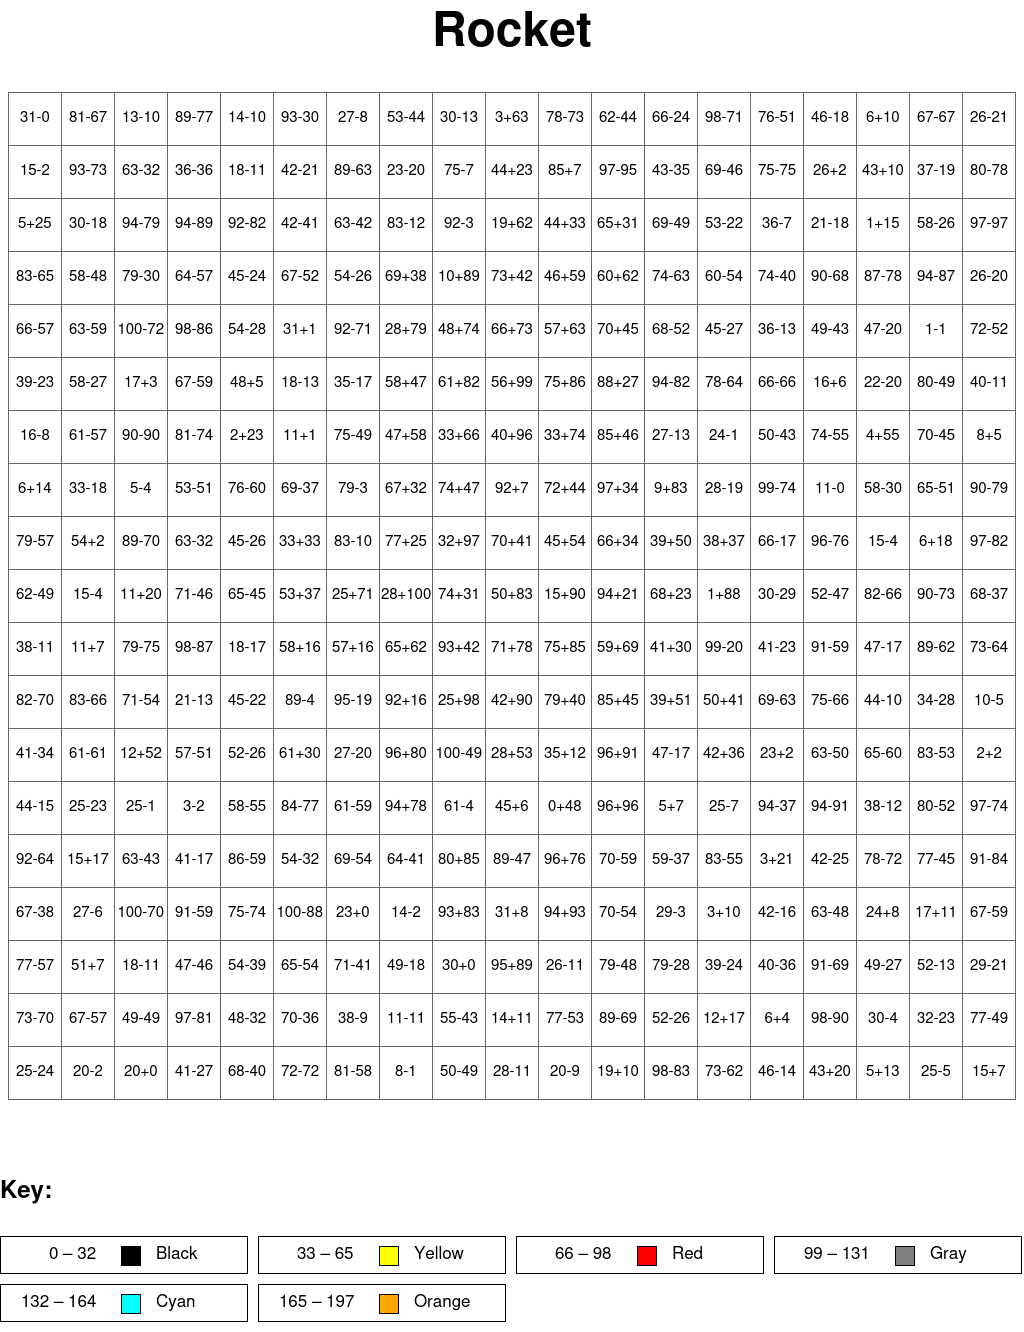 Rocket
31-0 81-67 13-10 89-77 14-10 93-30 27-8 53-44 30-13 3+63 78-73 62-44 66-24 98-71 76-51 46-18 6+10 67-67 26-21
15-2 93-73 63-32 36-36 18-11 42-21 89-63 23-20 75-7 44+23 85+7 97-95 43-35 69-46 75-75 26+2 43+10 37-19 80-78
5+25 30-18 94-79 94-89 92-82 42-41 63-42 83-12 92-3 19+62 44+33 65+31 69-49 53-22 36-7 21-18 1+15 58-26 97-97
83-65 58-48 79-30 64-57 45-24 67-52 54-26 69+38 10+89 73+42 46+59 60+62 74-63 60-54 74-40 90-68 87-78 94-87 26-20
66-57 63-59 100-72 98-86 54-28 31+1 92-71 28+79 48+74 66+73 57+63 70+45 68-52 45-27 36-13 49-43 47-20 1-1 72-52
39-23 58-27 17+3 67-59 48+5 18-13 35-17 58+47 61+82 56+99 75+86 88+27 94-82 78-64 66-66 16+6 22-20 80-49 40-11
16-8 61-57 90-90 81-74 2+23 11+1 75-49 47+58 33+66 40+96 33+74 85+46 27-13 24-1 50-43 74-55 4+55 70-45 8+5
6+14 33-18 5-4 53-51 76-60 69-37 79-3 67+32 74+47 92+7 72+44 97+34 9+83 28-19 99-74 11-0 58-30 65-51 90-79
79-57 54+2 89-70 63-32 45-26 33+33 83-10 77+25 32+97 70+41 45+54 66+34 39+50 38+37 66-17 96-76 15-4 6+18 97-82
62-49 15-4 11+20 71-46 65-45 53+37 25+71 28+100 74+31 50+83 15+90 94+21 68+23 1+88 30-29 52-47 82-66 90-73 68-37
38-11 11+7 79-75 98-87 18-17 58+16 57+16 65+62 93+42 71+78 75+85 59+69 41+30 99-20 41-23 91-59 47-17 89-62 73-64
82-70 83-66 71-54 21-13 45-22 89-4 95-19 92+16 25+98 42+90 79+40 85+45 39+51 50+41 69-63 75-66 44-10 34-28 10-5
41-34 61-61 12+52 57-51 52-26 61+30 27-20 96+80 100-49 28+53 35+12 96+91 47-17 42+36 23+2 63-50 65-60 83-53 2+2
44-15 25-23 25-1 3-2 58-55 84-77 61-59 94+78 61-4 45+6 0+48 96+96 5+7 25-7 94-37 94-91 38-12 80-52 97-74
92-64 15+17 63-43 41-17 86-59 54-32 69-54 64-41 80+85 89-47 96+76 70-59 59-37 83-55 3+21 42-25 78-72 77-45 91-84
67-38 27-6 100-70 91-59 75-74 100-88 23+0 14-2 93+83 31+8 94+93 70-54 29-3 3+10 42-16 63-48 24+8 17+11 67-59
77-57 51+7 18-11 47-46 54-39 65-54 71-41 49-18 30+0 95+89 26-11 79-48 79-28 39-24 40-36 91-69 49-27 52-13 29-21
73-70 67-57 49-49 97-81 48-32 70-36 38-9 11-11 55-43 14+11 77-53 89-69 52-26 12+17 6+4 98-90 30-4 32-23 77-49
25-24 20-2 20+0 41-27 68-40 72-72 81-58 8-1 50-49 28-11 20-9 19+10 98-83 73-62 46-14 43+20 5+13 25-5 15+7
Key:
0 – 32 Black 33 – 65 Yellow 66 – 98 Red 99 – 131 Gray
132 – 164 Cyan 165 – 197 Orange